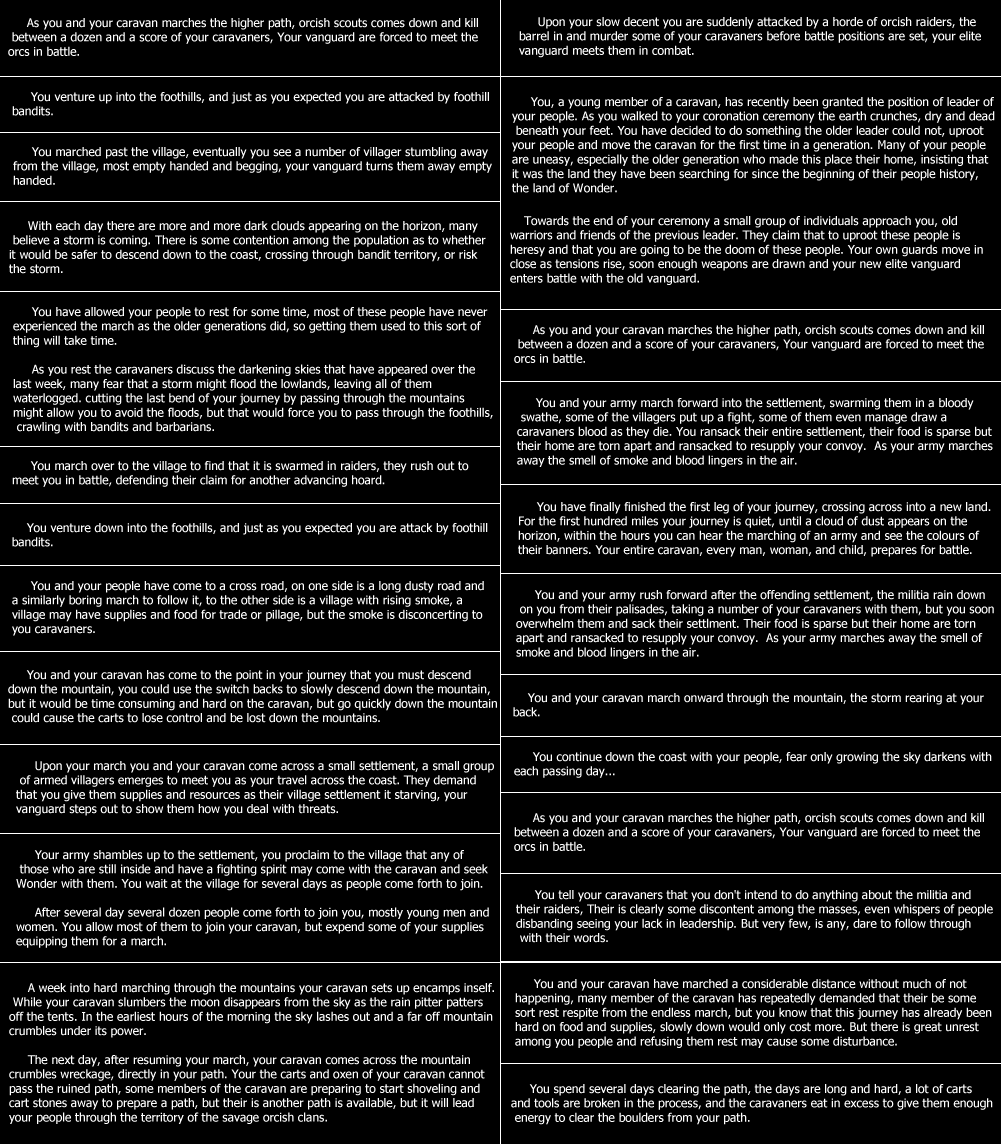 As you and your caravan marches the higher path, orcish scouts comes down and kill
between a dozen and a score of your caravaners, Your vanguard are forced to meet the
orcs in battle.
You venture up into the foothills, and just as you expected you are attacked by foothill
bandits.
You marched past the village, eventually you see a number of villager stumbling away
from the village, most empty handed and begging, your vanguard turns them away empty
handed.
With each day there are more and more dark clouds appearing on the horizon, many
believe a storm is coming. There is some contention among the population as to whether
it would be safer to descend down to the coast, crossing through bandit territory, or risk
the storm.
You have allowed your people to rest for some time, most of these people have never
experienced the march as the older generations did, so getting them used to this sort of
thing will take time.
As you rest the caravaners discuss the darkening skies that have appeared over the
last week, many fear that a storm might flood the lowlands, leaving all of them
waterlogged. cutting the last bend of your journey by passing through the mountains
might allow you to avoid the floods, but that would force you to pass through the foothills,
crawling with bandits and barbarians.
You march over to the village to find that it is swarmed in raiders, they rush out to
meet you in battle, defending their claim for another advancing hoard.
You venture down into the foothills, and just as you expected you are attack by foothill
bandits.
You and your people have come to a cross road, on one side is a long dusty road and
a similarly boring march to follow it, to the other side is a village with rising smoke, a
village may have supplies and food for trade or pillage, but the smoke is disconcerting to
you caravaners.
You and your caravan has come to the point in your journey that you must descend
down the mountain, you could use the switch backs to slowly descend down the mountain,
but it would be time consuming and hard on the caravan, but go quickly down the mountain
could cause the carts to lose control and be lost down the mountains.
Upon your march you and your caravan come across a small settlement, a small group
of armed villagers emerges to meet you as your travel across the coast. They demand
that you give them supplies and resources as their village settlement it starving, your
vanguard steps out to show them how you deal with threats.
Your army shambles up to the settlement, you proclaim to the village that any of
those who are still inside and have a fighting spirit may come with the caravan and seek
Wonder with them. You wait at the village for several days as people come forth to join.
After several day several dozen people come forth to join you, mostly young men and
women. You allow most of them to join your caravan, but expend some of your supplies
equipping them for a march.
A week into hard marching through the mountains your caravan sets up encamps inself.
While your caravan slumbers the moon disappears from the sky as the rain pitter patters
off the tents. In the earliest hours of the morning the sky lashes out and a far off mountain
crumbles under its power.
The next day, after resuming your march, your caravan comes across the mountain
crumbles wreckage, directly in your path. Your the carts and oxen of your caravan cannot
pass the ruined path, some members of the caravan are preparing to start shoveling and
cart stones away to prepare a path, but their is another path is available, but it will lead
your people through the territory of the savage orcish clans.
Upon your slow decent you are suddenly attacked by a horde of orcish raiders, the
barrel in and murder some of your caravaners before battle positions are set, your elite
vanguard meets them in combat.
You, a young member of a caravan, has recently been granted the position of leader of
your people. As you walked to your coronation ceremony the earth crunches, dry and dead
beneath your feet. You have decided to do something the older leader could not, uproot
your people and move the caravan for the first time in a generation. Many of your people
are uneasy, especially the older generation who made this place their home, insisting that
it was the land they have been searching for since the beginning of their people history,
the land of Wonder.
Towards the end of your ceremony a small group of individuals approach you, old
warriors and friends of the previous leader. They claim that to uproot these people is
heresy and that you are going to be the doom of these people. Your own guards move in
close as tensions rise, soon enough weapons are drawn and your new elite vanguard
enters battle with the old vanguard.
As you and your caravan marches the higher path, orcish scouts comes down and kill
between a dozen and a score of your caravaners, Your vanguard are forced to meet the
orcs in battle.
You and your army march forward into the settlement, swarming them in a bloody
swathe, some of the villagers put up a fight, some of them even manage draw a
caravaners blood as they die. You ransack their entire settlement, their food is sparse but
their home are torn apart and ransacked to resupply your convoy. As your army marches
away the smell of smoke and blood lingers in the air.
You have finally finished the first leg of your journey, crossing across into a new land.
For the first hundred miles your journey is quiet, until a cloud of dust appears on the
horizon, within the hours you can hear the marching of an army and see the colours of
their banners. Your entire caravan, every man, woman, and child, prepares for battle.
You and your army rush forward after the offending settlement, the militia rain down
on you from their palisades, taking a number of your caravaners with them, but you soon
overwhelm them and sack their settlment. Their food is sparse but their home are torn
apart and ransacked to resupply your convoy. As your army marches away the smell of
smoke and blood lingers in the air.
You and your caravan march onward through the mountain, the storm rearing at your
back.
You continue down the coast with your people, fear only growing the sky darkens with
each passing day...
As you and your caravan marches the higher path, orcish scouts comes down and kill
between a dozen and a score of your caravaners, Your vanguard are forced to meet the
orcs in battle.
You tell your caravaners that you don't intend to do anything about the militia and
their raiders, Their is clearly some discontent among the masses, even whispers of people
disbanding seeing your lack in leadership. But very few, is any, dare to follow through
with their words.
You and your caravan have marched a considerable distance without much of not
happening, many member of the caravan has repeatedly demanded that their be some
sort rest respite from the endless march, but you know that this journey has already been
hard on food and supplies, slowly down would only cost more. But there is great unrest
among you people and refusing them rest may cause some disturbance.
You spend several days clearing the path, the days are long and hard, a lot of carts
and tools are broken in the process, and the caravaners eat in excess to give them enough
energy to clear the boulders from your path.